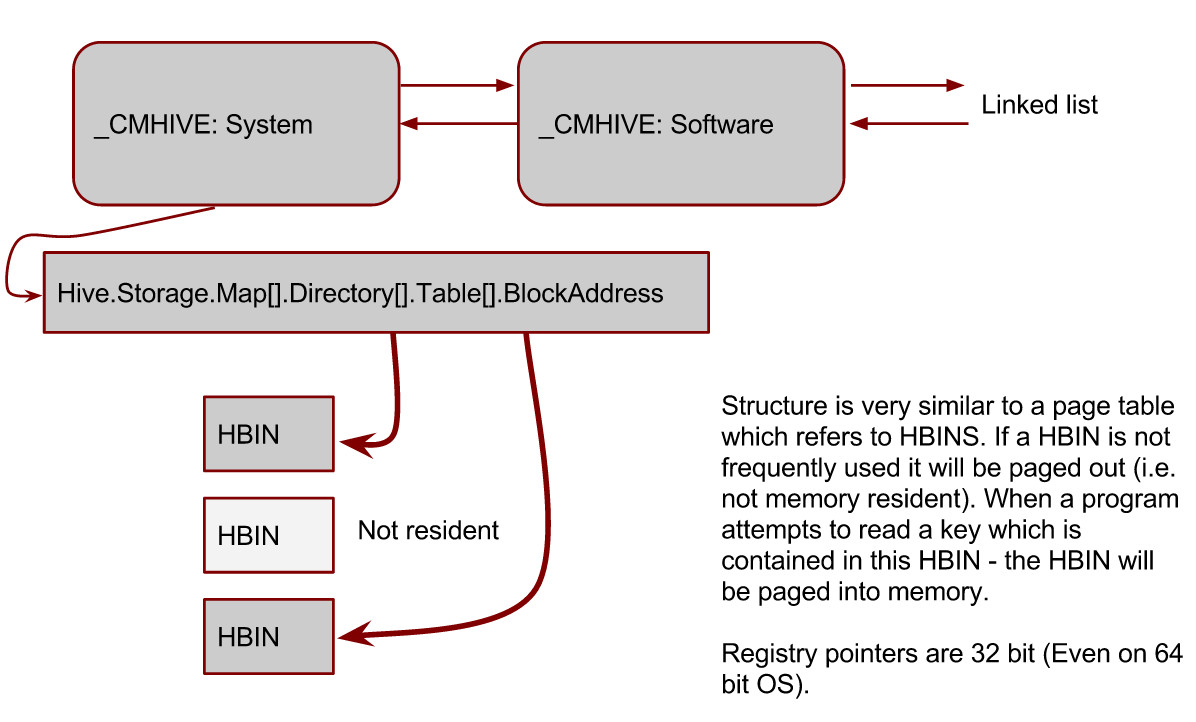 _CMHIVE: System
_CMHIVE: Software
Linked list
Hive.Storage.Map[].Directory[].Table[].BlockAddress
HBIN
HBIN
Not resident
HBIN
Structure is very similar to a page table
which refers to HBINS. If a HBIN is not
frequently used it will be paged out (i.e.
not memory resident). When a program
attempts to read a key which is
contained in this HBIN - the HBIN will
be paged into memory.
Registry pointers are 32 bit (Even on 64
bit OS).